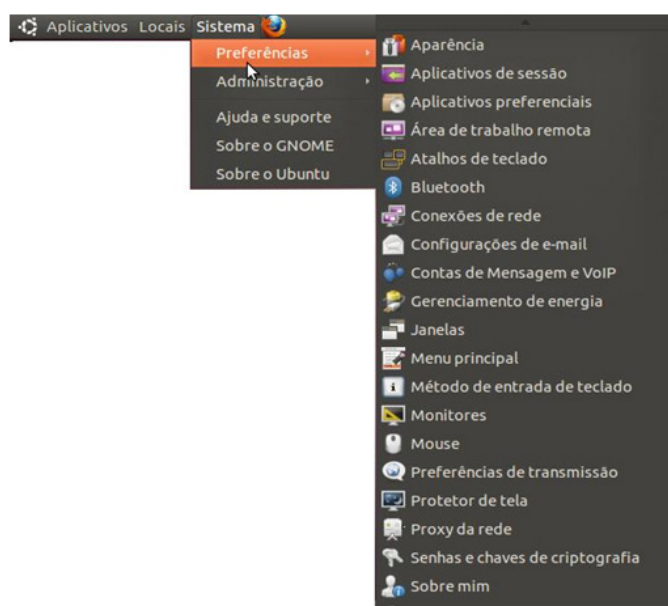 Aplicativos Locais Sistema
Preferências
Administração
Ajuda e suporte
Sobre o GNOME
Sobre o Ubuntu
Aparência
Aplicativos de sessão
Aplicativos preferenciais
Área de trabalho remota
Atalhos de teclado
Bluetooth
Conexões de rede
Configurações de e-mail
Contas de Mensagem e VoIP
Gerenciamento de energia
Janelas
Menu principal
Método de entrada de teclado
Monitores
Mouse
Preferências de transmissão
Protetor de tela
Proxy da rede
Senhas e chaves de criptografia
Sobre mim